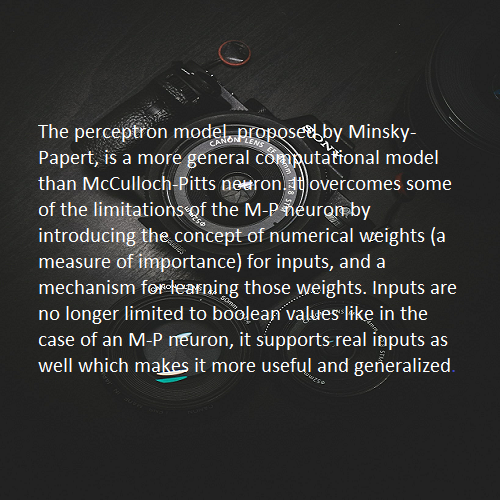 The perceptron model, proposed by Minsky-
Papert, is a more general computational model
than McCulloch-Pitts neuron. It overcomes some
of the limitations of the M-P neuron by
introducing the concept of numerical weights (a
measure of importance) for inputs, and a
mechanism for learning those weights. Inputs are
no longer limited to boolean values like in the
case of an M-P neuron, it supports real inputs as
well which makes it more useful and generalized.
CANON LENS EF